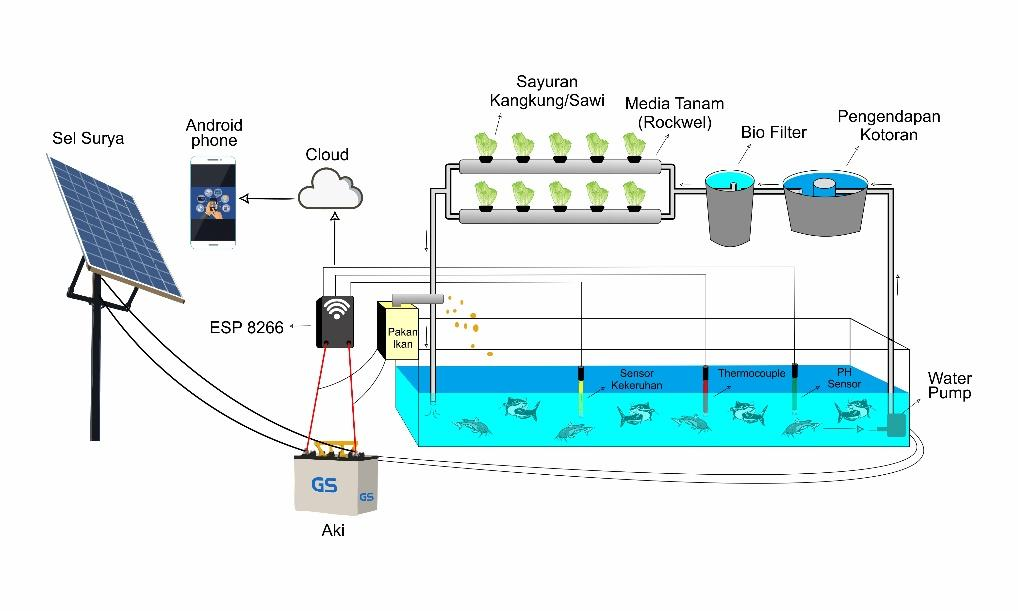 Sayuran
Kangkung/Sawi
Media Tanam
(Rockwel)
Bio Filter
Pengendapan
Kotoran
Sel Surya
Android
phone
Cloud
ESP 8266
Pakan
Ikan
Sensor
Kekeruhan
Thermocouple
PH
Sensor
Water
Pump
GS
GS
Aki